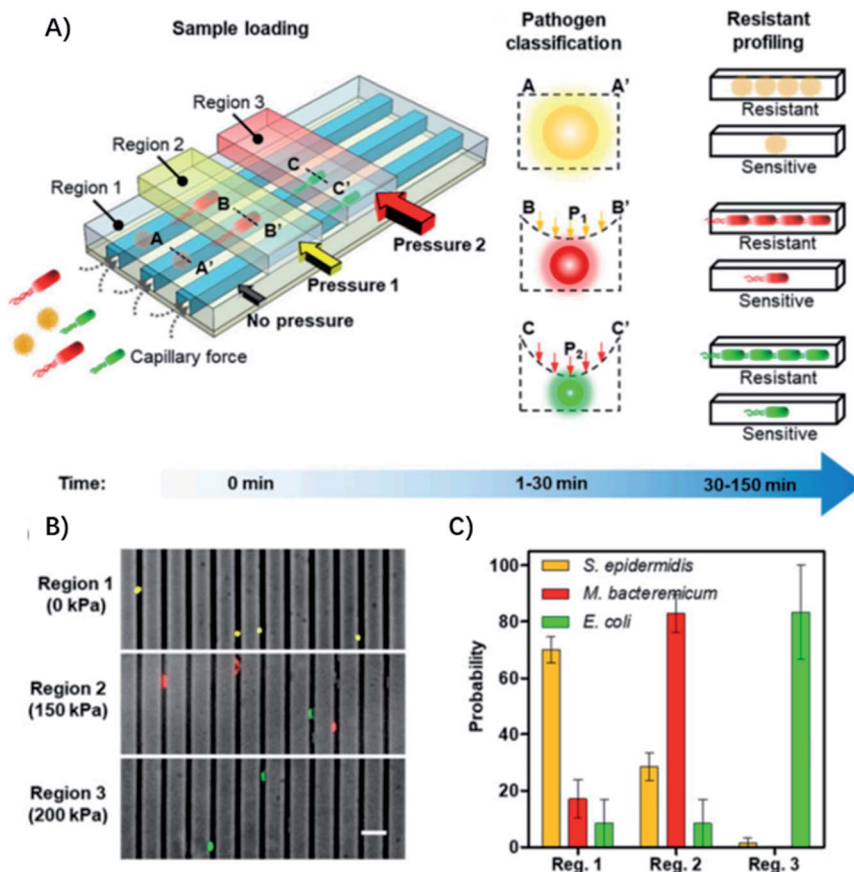 A)
Sample loading
Pathogen
classification
Resistant
profiling
Region 3
Region 2
Region 1
A
A'
B
B'
C
C'
Pressure 2
Pressure 1
No pressure
Capillary force
A
A'
B
P1
B'
C
P2
C'
Resistant
Sensitive
Resistant
Sensitive
Resistant
Sensitive
Time:
0 min
1-30 min
30-150 min
B)
Region 1
(0 kPa)
Region 2
(150 kPa)
Region 3
(200 kPa)
C)
100
80
60
40
20
0
Probability
S. epidermidis
M. bacteremicum
E. coli
Reg. 1
Reg. 2
Reg. 3